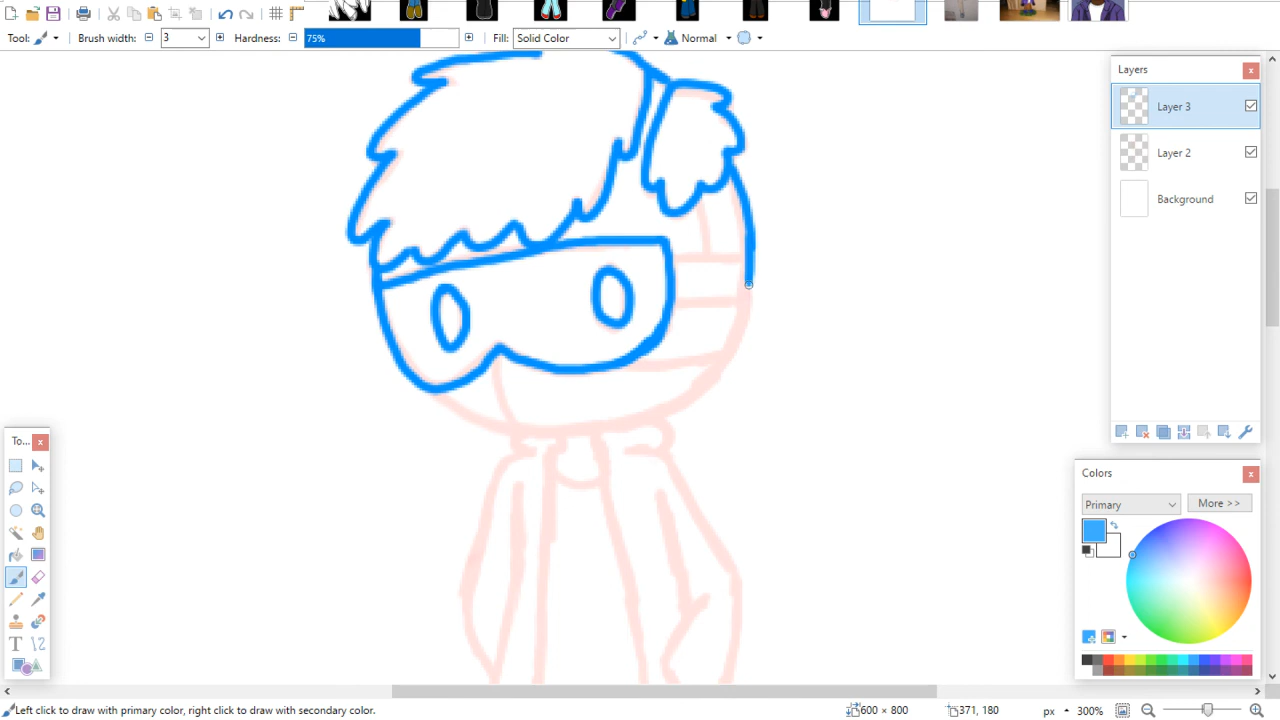 Tool: Brush width: 3 Hardness: 75% Fill: Solid Color Normal
Layers
Layer 3
Layer 2
Background
To...
Colors
Primary More >>
Left click to draw with primary color, right click to draw with secondary color. 600 × 800 371, 180 px 300%